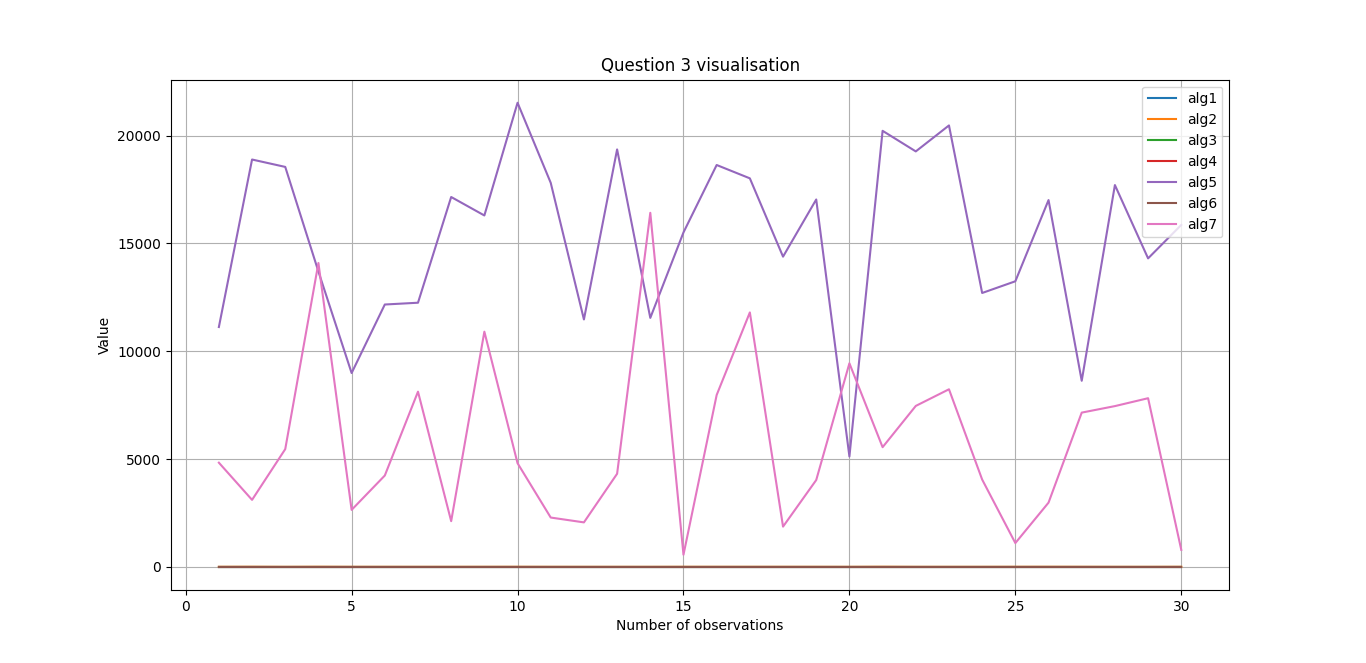 Question 3 visualisation
alg1
alg2
alg3
alg4
alg5
alg6
alg7
Value
20000
15000
10000
5000
0
0 5 10 15 20 25 30
Number of observations